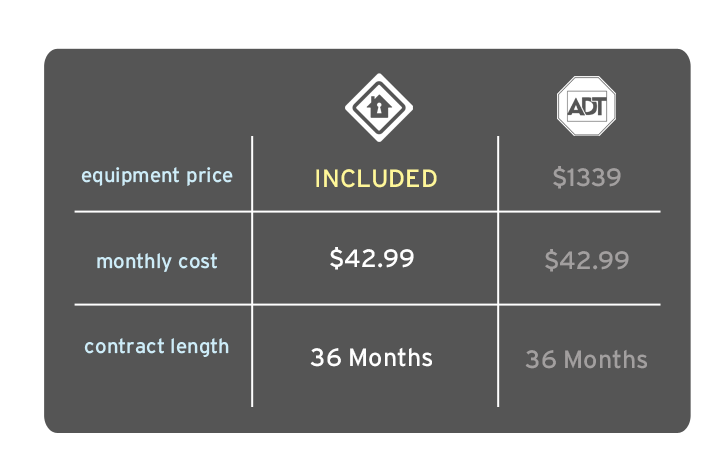 ADT
equipment price INCLUDED $1339
monthly cost $42.99 $42.99
contract length 36 Months 36 Months